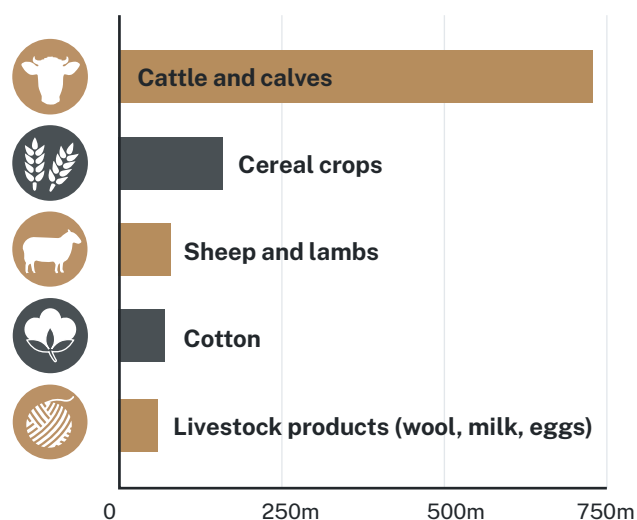 Cattle and calves
Cereal crops
Sheep and lambs
Cotton
Livestock products (wool, milk, eggs)
0 250m 500m 750m